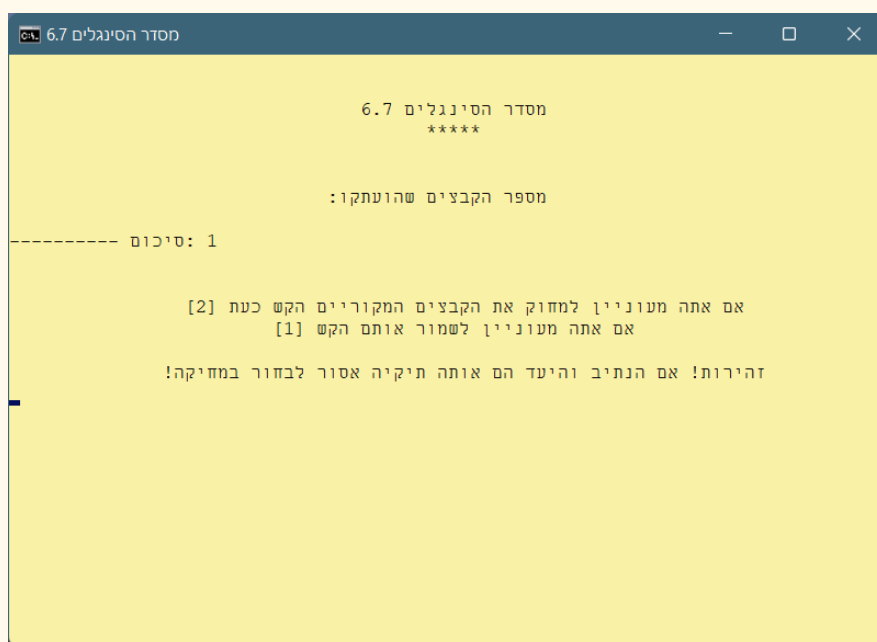 מסדר הסינגלים 6.7
מסדר הסינגלים 6.7
*****
מספר הקבצים שהועתקו:
---------- סיכום: 1
אם אתה מעוניין למחוק את הקבצים המקוריים הקש כעת [2]
אם אתה מעוניין לשמור אותם הקש [1]
זהירות! אם הנתיב והיעד הם אותה תיקיה אסור לבחור במחיקה!